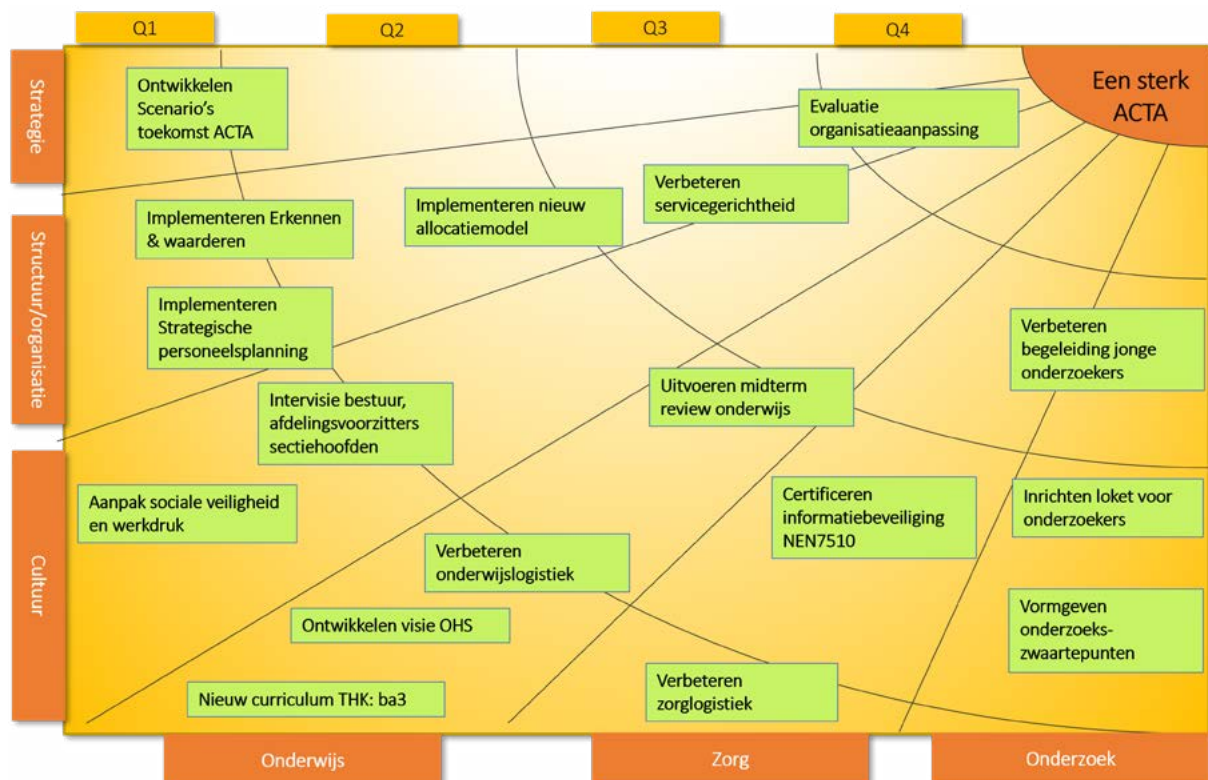 Q1
Q2
Q3
Q4
Strategie
Structuur/organisatie
Cultuur
Een sterk
ACTA
Ontwikkelen
Scenario's
toekomst ACTA
Evaluatie
organisatieaanpassing
Verbeteren
servicegerichtheid
Implementeren nieuw
allocatiemodel
Implementeren Erkennen
& waarderen
Implementeren
Strategische
personeelsplanning
Verbeteren
begeleiding jonge
onderzoekers
Uitvoeren midterm
review onderwijs
Intervisie bestuur,
afdelingsvoorzitters
sectiehoofden
Aanpak sociale veiligheid
en werkdruk
Certificeren
informatiebeveiliging
NEN7510
Inrichten loket voor
onderzoekers
Verbeteren
onderwijslogistiek
Ontwikkelen visie OHS
Vormgeven
onderzoeks-
zwaartepunten
Nieuw curriculum THK: ba3
Verbeteren
zorglogistiek
Onderwijs
Zorg
Onderzoek